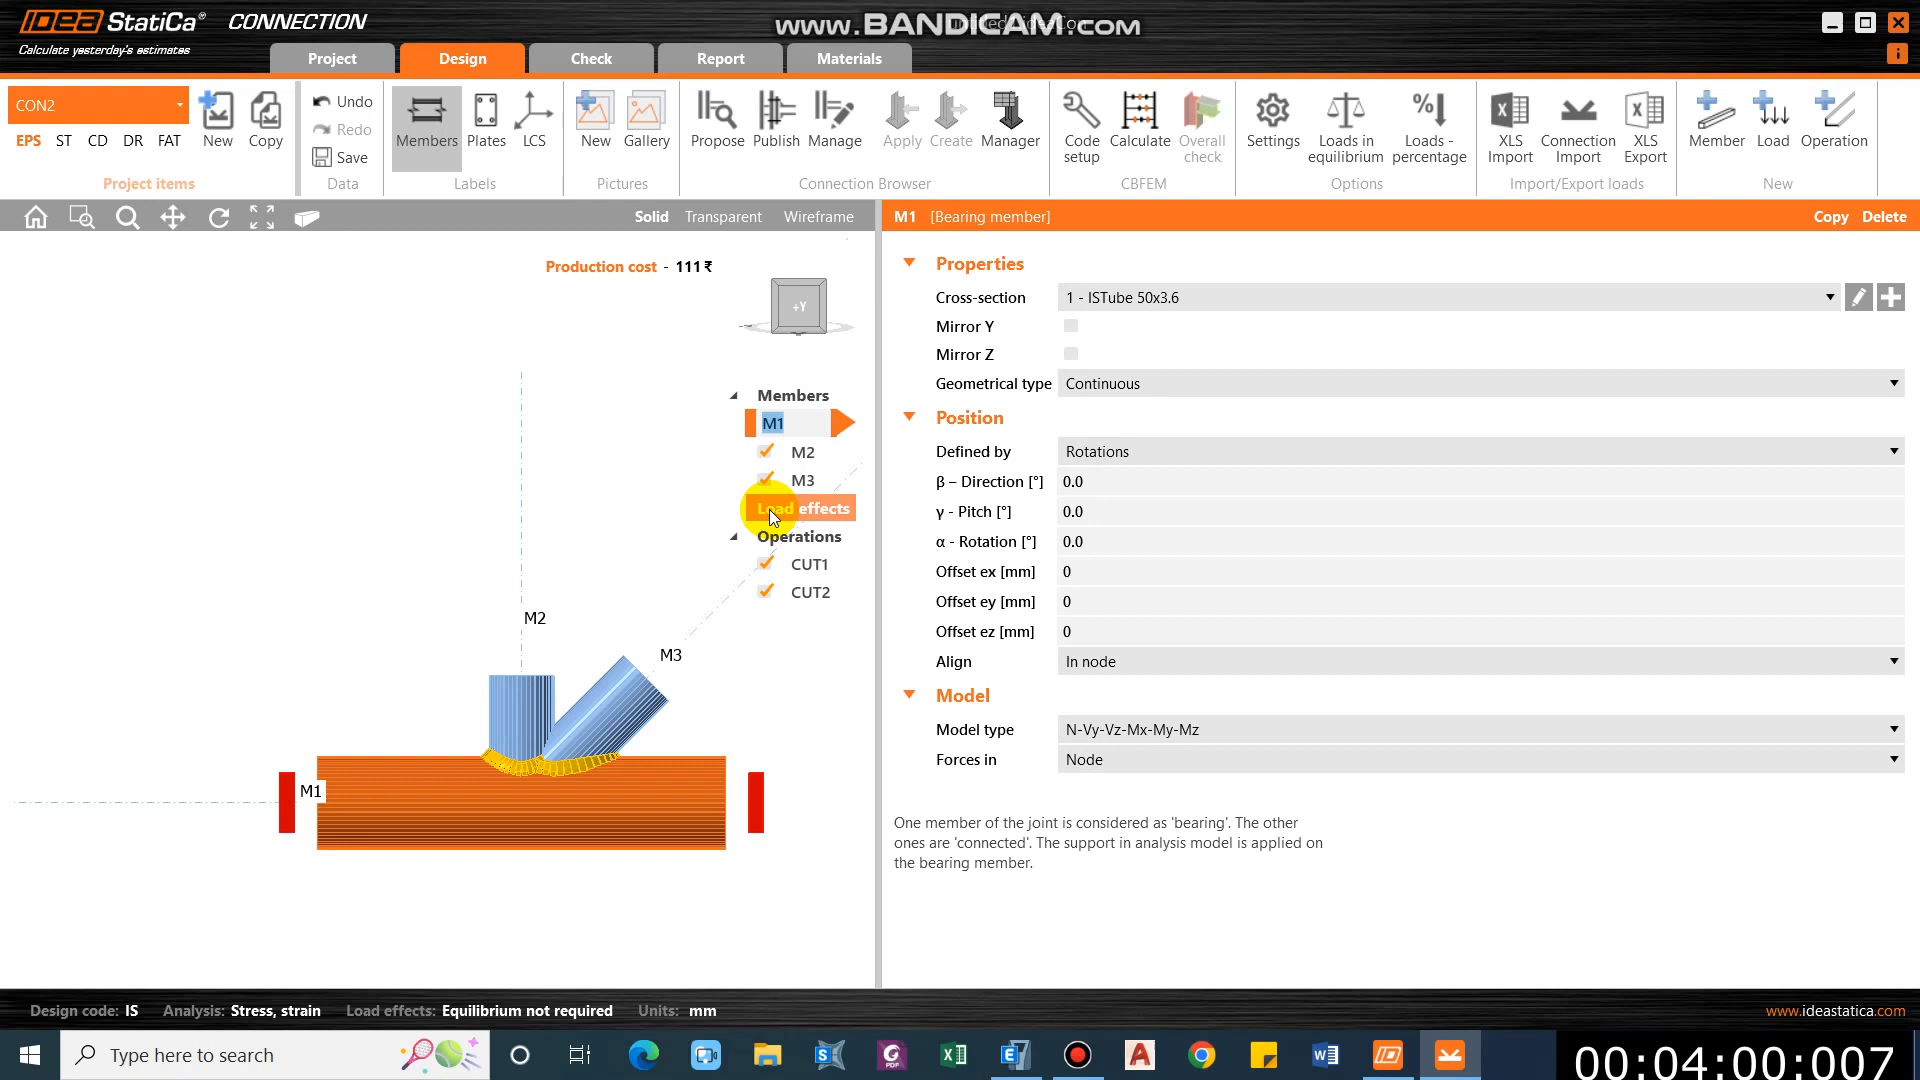 IDEA StatiCa® CONNECTION
Calculate yesterday's estimates
www.BANDICAM.com
Project
Design
Check
Report
Materials
CON2
EPS ST CD DR FAT
New
Copy
Project items
Undo
Redo
Save
Data
Members
Plates
LCS
Labels
New
Gallery
Pictures
Propose
Publish
Manage
Apply
Create
Manager
Connection Browser
Code setup
Calculate
Overall check
CBFEM
Settings
Loads in equilibrium
Loads - percentage
Options
XLS Import
Connection Import
XLS Export
Import/Export loads
Member
Load
Operation
New
Solid Transparent Wireframe
M1 [Bearing member]
Copy Delete
Production cost - 111 ₹
+Y
Members
M1
M2
M3
Load effects
Operations
CUT1
CUT2
M2
M3
M1
Properties
Cross-section 1 - ISTube 50x3.6
Mirror Y
Mirror Z
Geometrical type Continuous
Position
Defined by Rotations
β – Direction [°] 0.0
γ - Pitch [°] 0.0
α - Rotation [°] 0.0
Offset ex [mm] 0
Offset ey [mm] 0
Offset ez [mm] 0
Align In node
Model
Model type N-Vy-Vz-Mx-My-Mz
Forces in Node
One member of the joint is considered as 'bearing'. The other
ones are 'connected'. The support in analysis model is applied on
the bearing member.
Design code: IS Analysis: Stress, strain Load effects: Equilibrium not required Units: mm
www.ideastatica.com
Type here to search
00:04:00:007